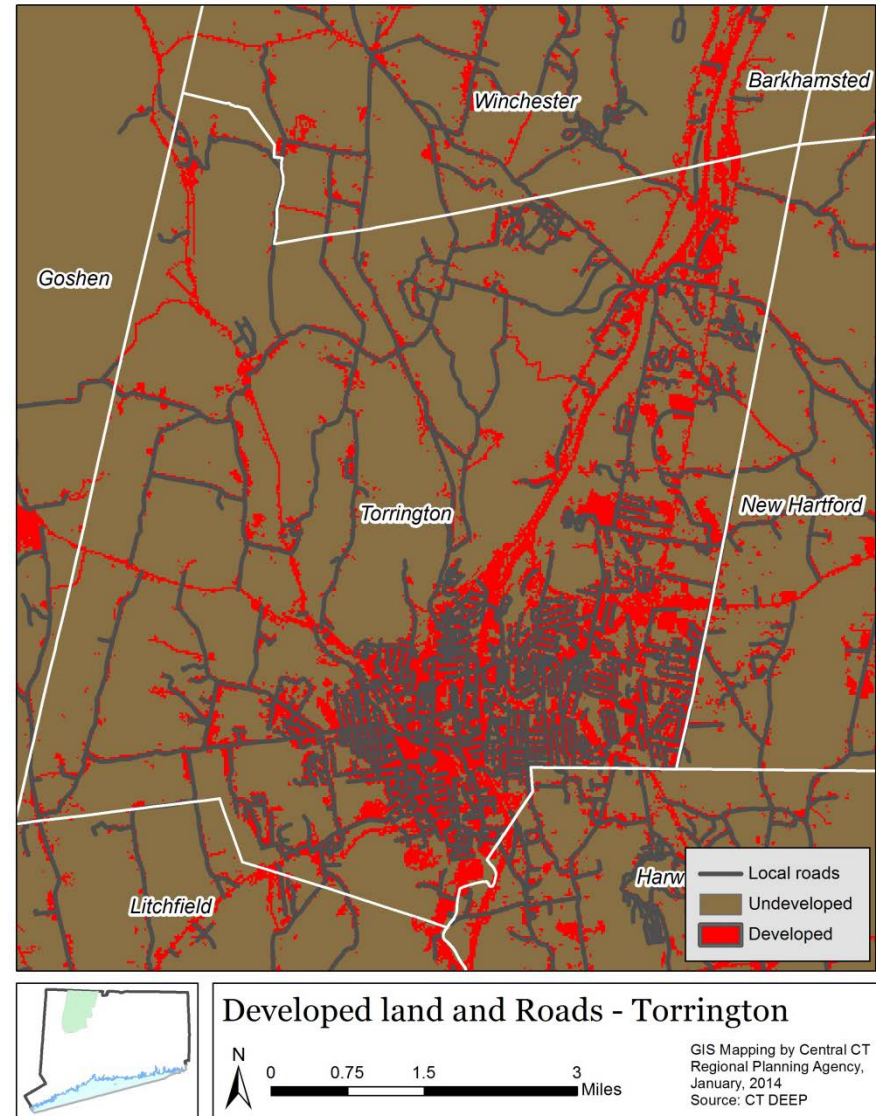 Barkhamsted
Winchester
Goshen
New Hartford
Torrington
Litchfield
Harw
Local roads
Undeveloped
Developed
Developed land and Roads - Torrington
N
0 0.75 1.5 3
Miles
GIS Mapping by Central CT
Regional Planning Agency,
January, 2014
Source: CT DEEP